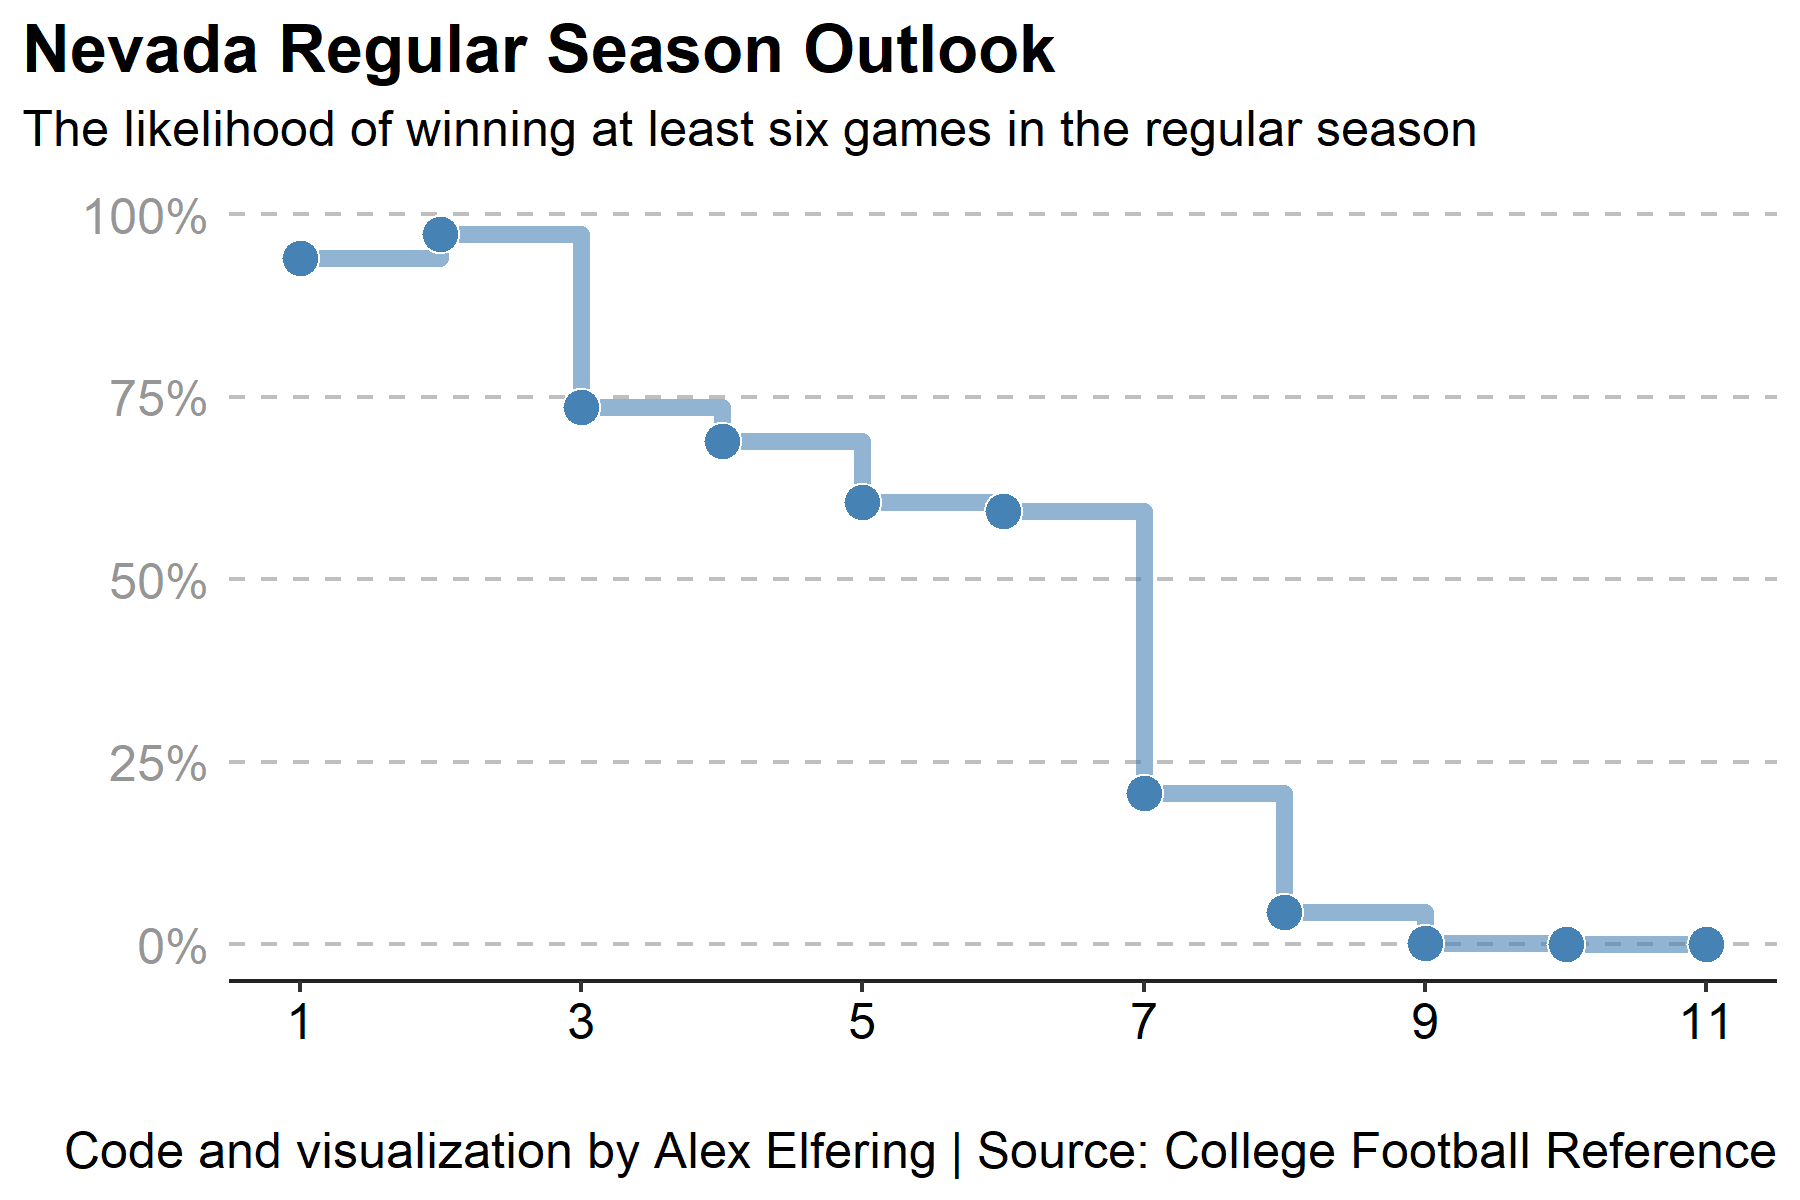 Nevada Regular Season Outlook
The likelihood of winning at least six games in the regular season
100%
75%
50%
25%
0%
1 3 5 7 9 11
Code and visualization by Alex Elfering | Source: College Football Reference